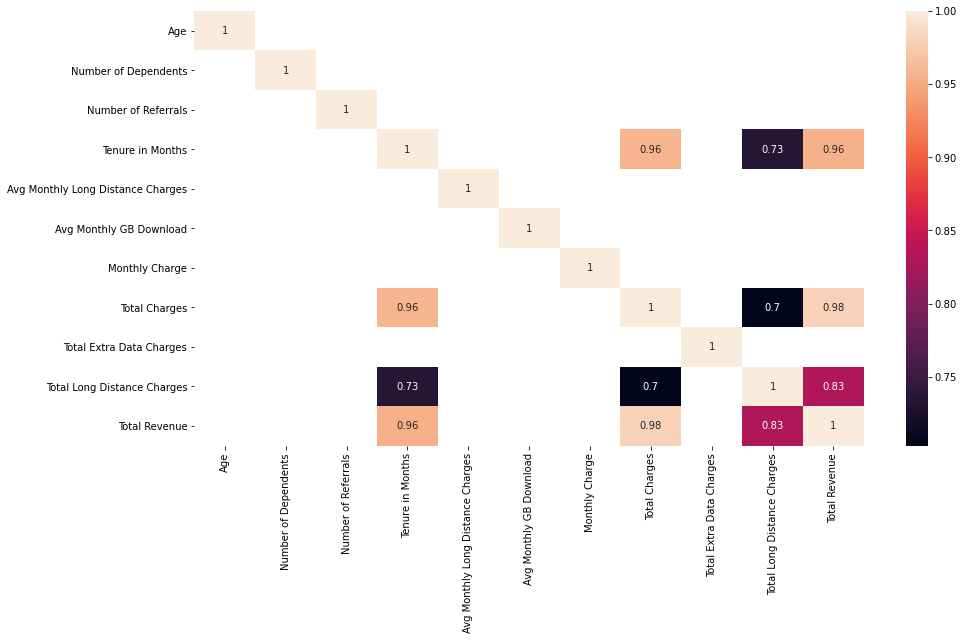 Age
1
1.00
Number of Dependents
1
0.95
Number of Referrals
1
Tenure in Months
1 0.96 0.73 0.96
0.90
Avg Monthly Long Distance Charges
1
Avg Monthly GB Download
1
0.85
Monthly Charge
1
Total Charges
0.96 1 0.7 0.98
0.80
Total Extra Data Charges
1
Total Long Distance Charges
0.73 0.7 1 0.83
0.75
Total Revenue
0.96 0.98 0.83 1
Age
Number of Dependents
Number of Referrals
Tenure in Months
Avg Monthly Long Distance Charges
Avg Monthly GB Download
Monthly Charge
Total Charges
Total Extra Data Charges
Total Long Distance Charges
Total Revenue